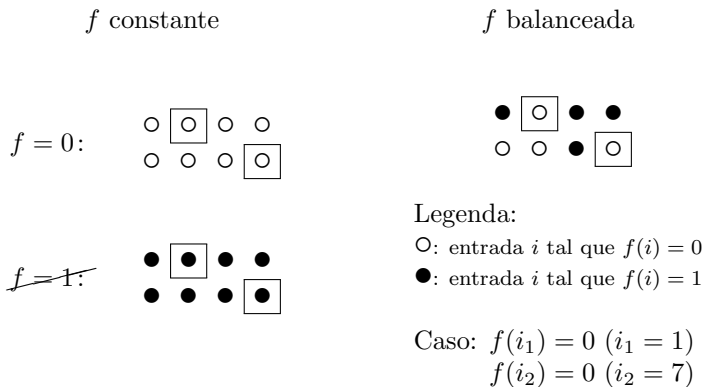 f constante
f balanceada
f = 0:
f = 1:
Legenda:
○: entrada i tal que f(i) = 0
●: entrada i tal que f(i) = 1
Caso: f(i₁) = 0 (i₁ = 1)
f(i₂) = 0 (i₂ = 7)